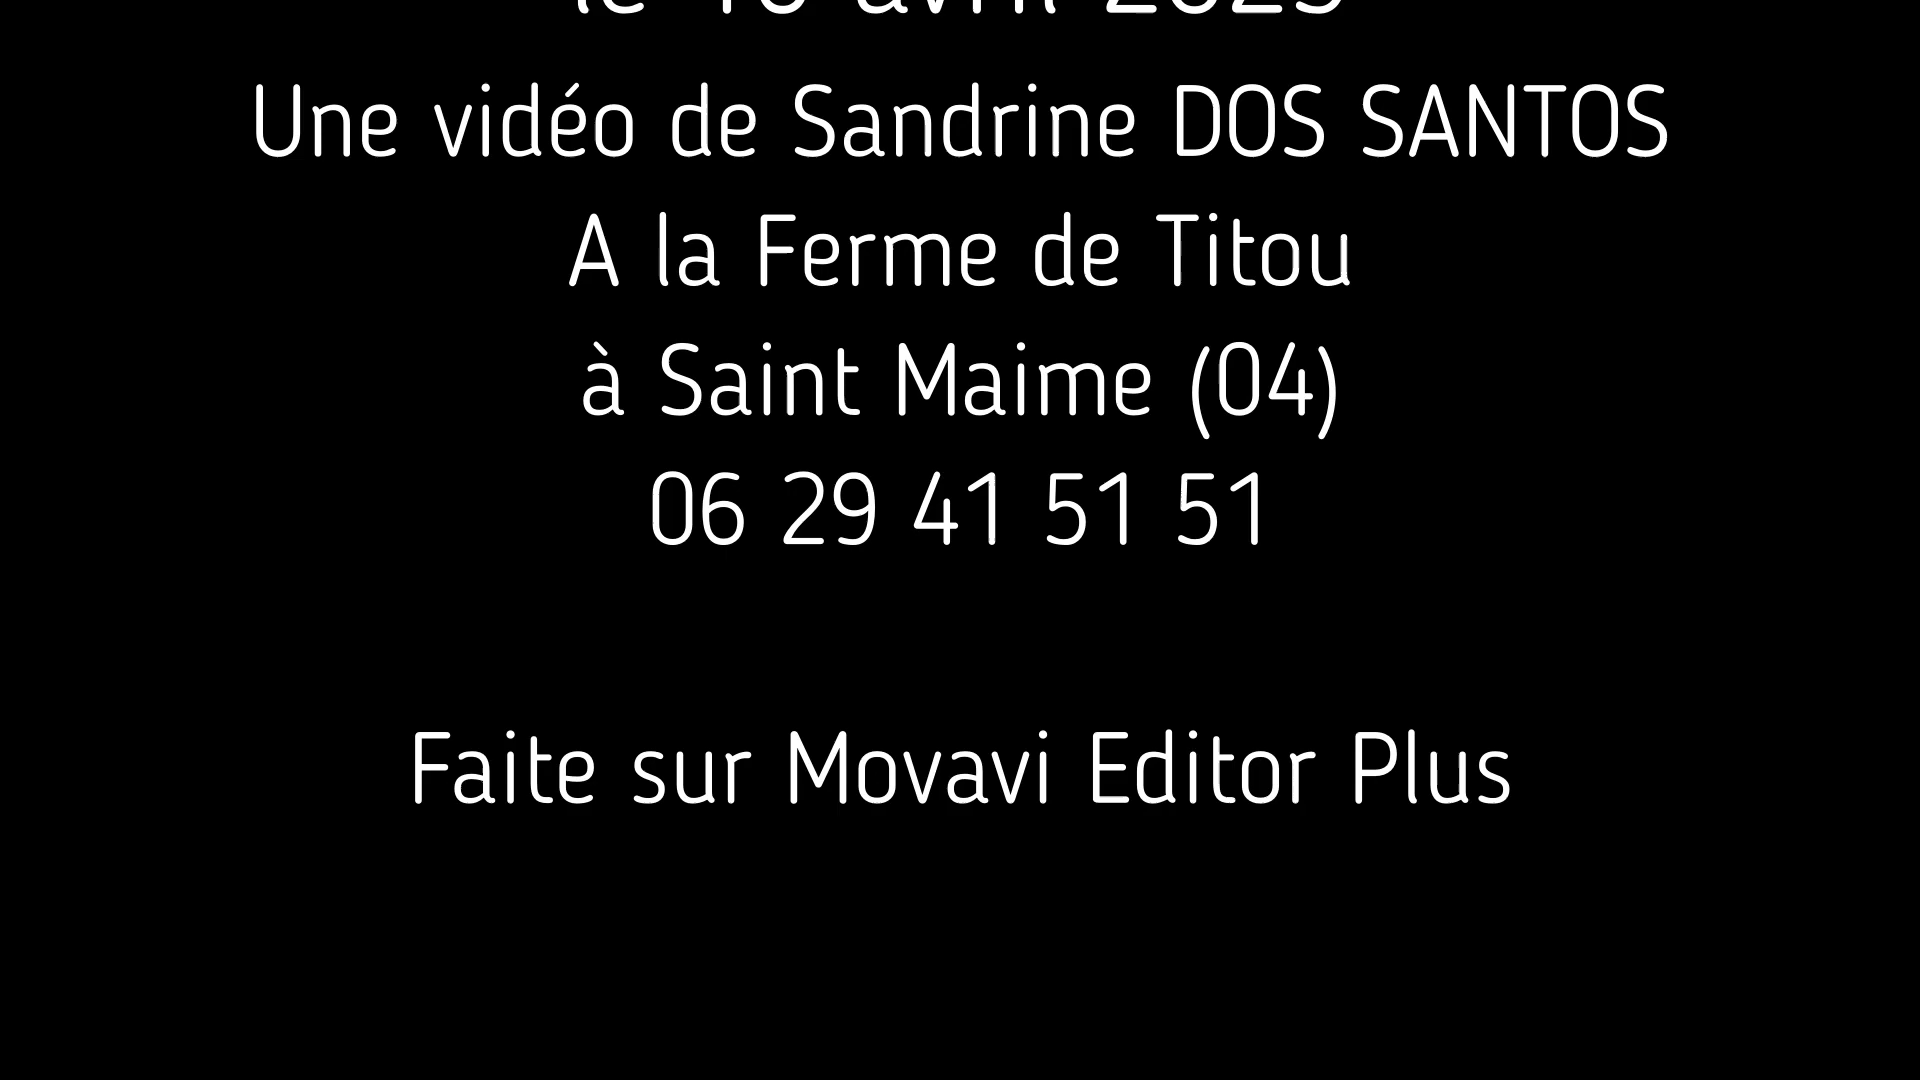 Une vidéo de Sandrine DOS SANTOS
A la Ferme de Titou
à Saint Maime (04)
06 29 41 51 51
Faite sur Movavi Editor Plus